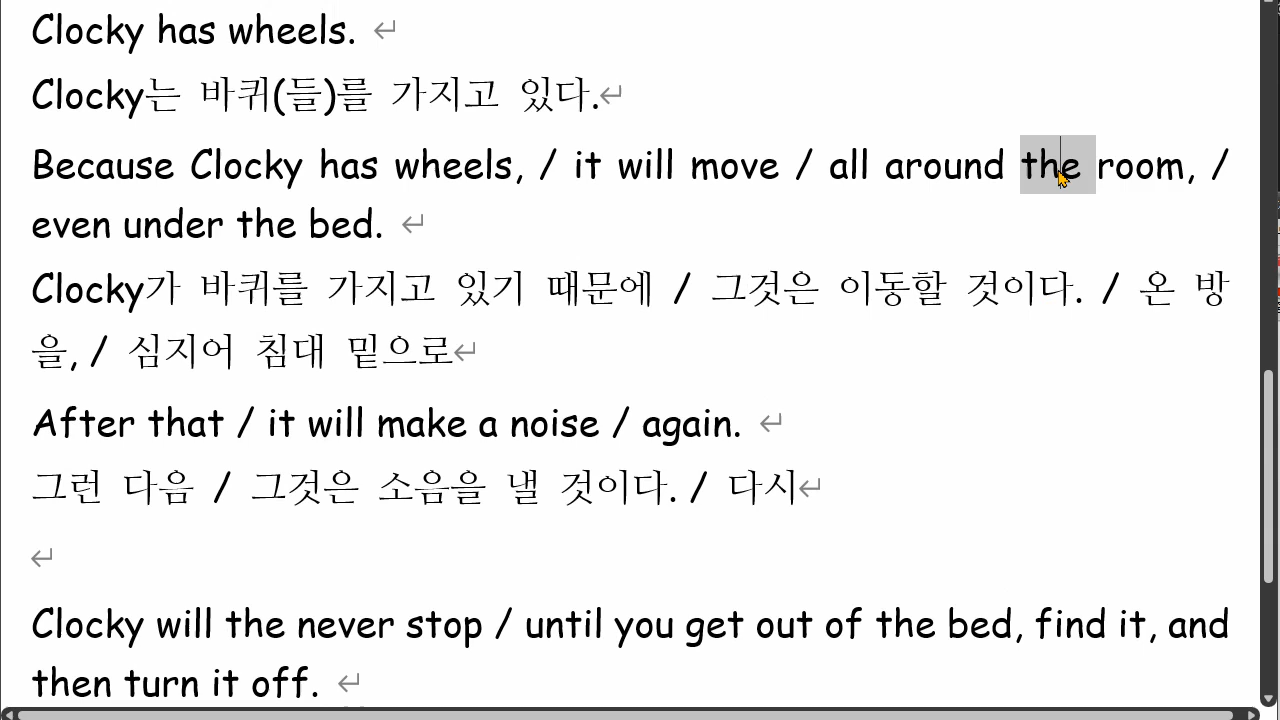 Clocky has wheels.
Clocky는 바퀴(들)를 가지고 있다.
Because Clocky has wheels, / it will move / all around the room, /
even under the bed.
Clocky가 바퀴를 가지고 있기 때문에 / 그것은 이동할 것이다. / 온 방
을, / 심지어 침대 밑으로
After that / it will make a noise / again.
그런 다음 / 그것은 소음을 낼 것이다. / 다시
Clocky will the never stop / until you get out of the bed, find it, and
then turn it off.